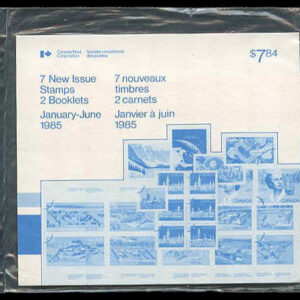 Canada Post
Corporation
Société canadienne
des postes
$7.84
7 New Issue
Stamps
2 Booklets
January-June
1985
7 nouveaux
timbres
2 carnets
Janvier à juin
1985
CANADA